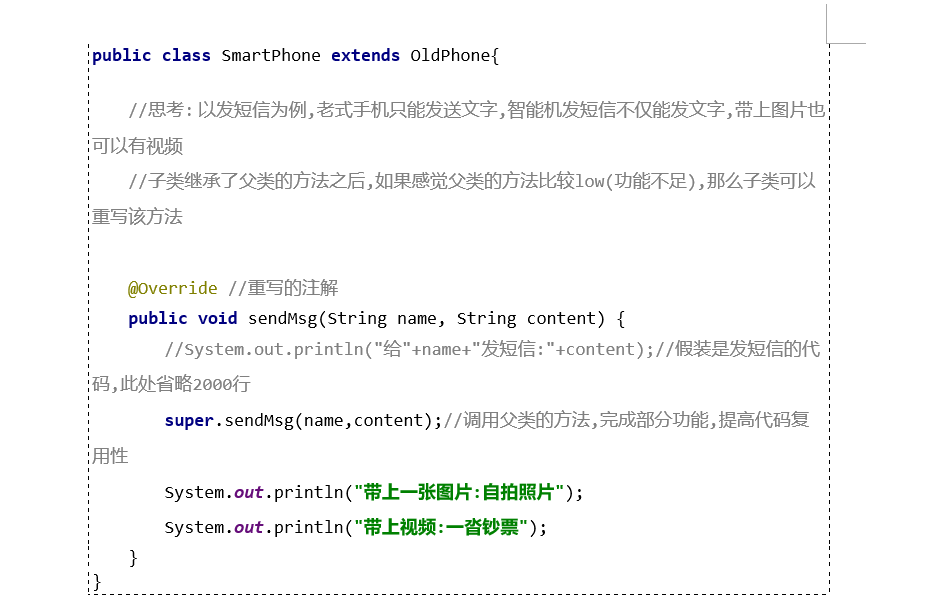 public class SmartPhone extends OldPhone{
//思考:以发短信为例,老式手机只能发送文字,智能机发短信不仅能发文字,带上图片也
可以有视频
//子类继承了父类的方法之后,如果感觉父类的方法比较low(功能不足),那么子类可以
重写该方法
@Override //重写的注解
public void sendMsg(String name, String content) {
//System.out.println("给"+name+"发短信:"+content);//假装是发短信的代
码,此处省略2000行
super.sendMsg(name,content);//调用父类的方法,完成部分功能,提高代码复
用性
System.out.println("带上一张图片:自拍照片");
System.out.println("带上视频:一沓钞票");
}
}